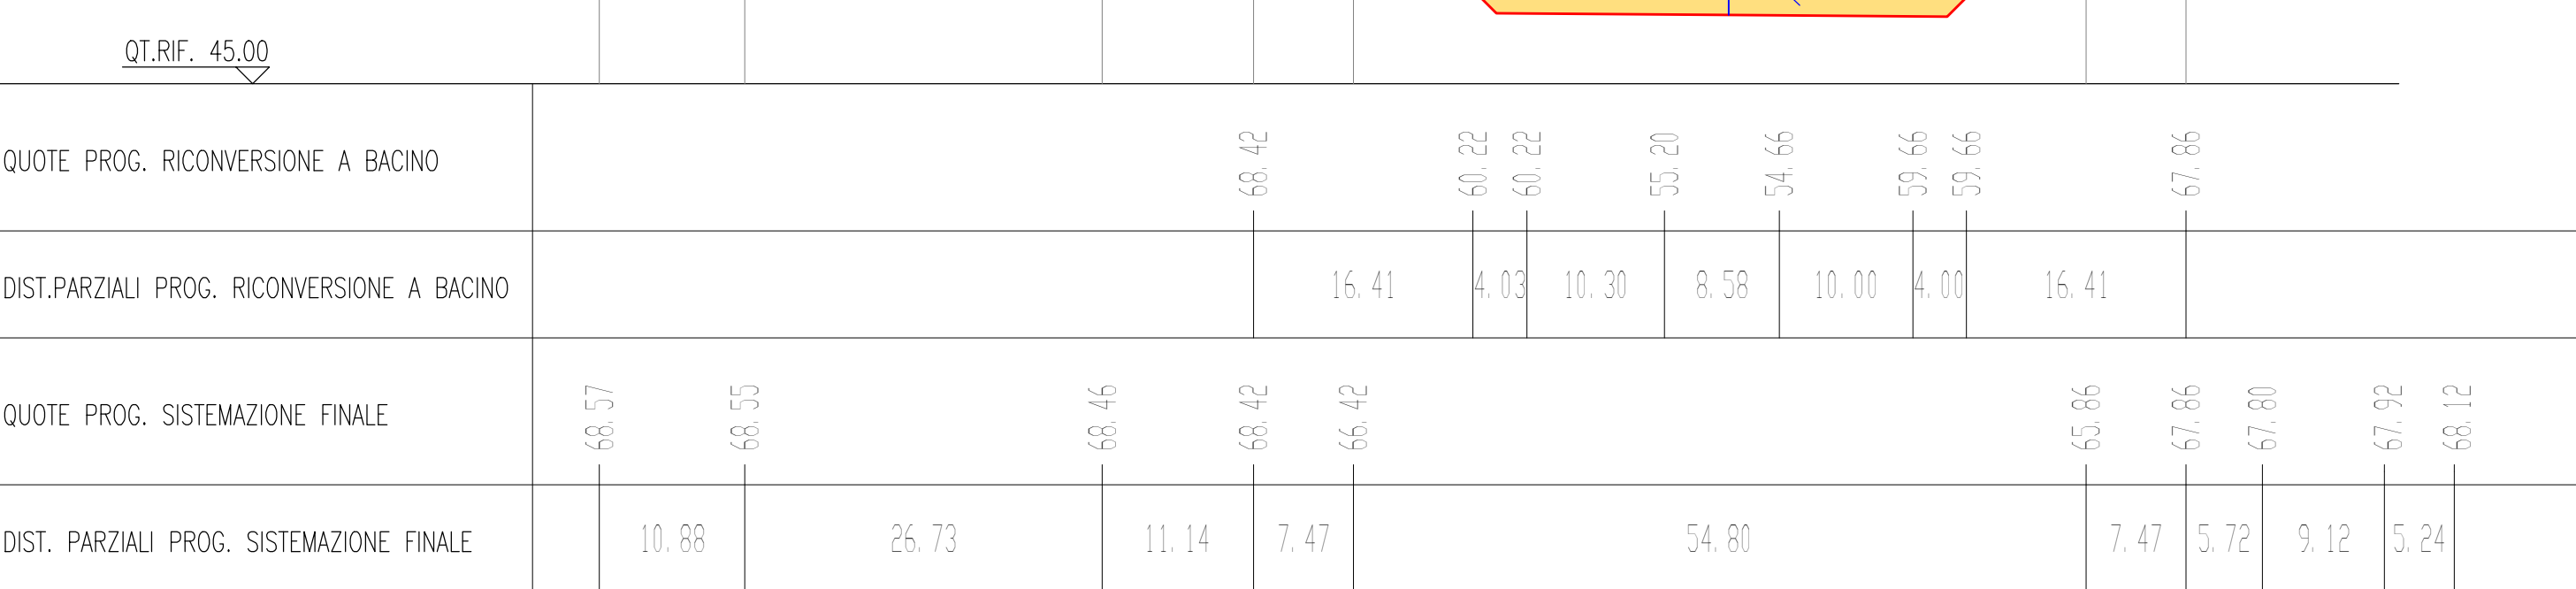 QT.RIF. 45.00
QUOTE PROG. RICONVERSIONE A BACINO
68.42 60.22 60.22 55.20 54.66 59.66 59.66 67.86
DIST.PARZIALI PROG. RICONVERSIONE A BACINO
16.41 4.03 10.30 8.58 10.00 4.00 16.41
QUOTE PROG. SISTEMAZIONE FINALE
68.57 68.55 68.46 68.42 66.42 65.86 67.86 67.80 67.92 68.12
DIST. PARZIALI PROG. SISTEMAZIONE FINALE
10.88 26.73 11.14 7.47 54.80 7.47 5.72 9.12 5.24